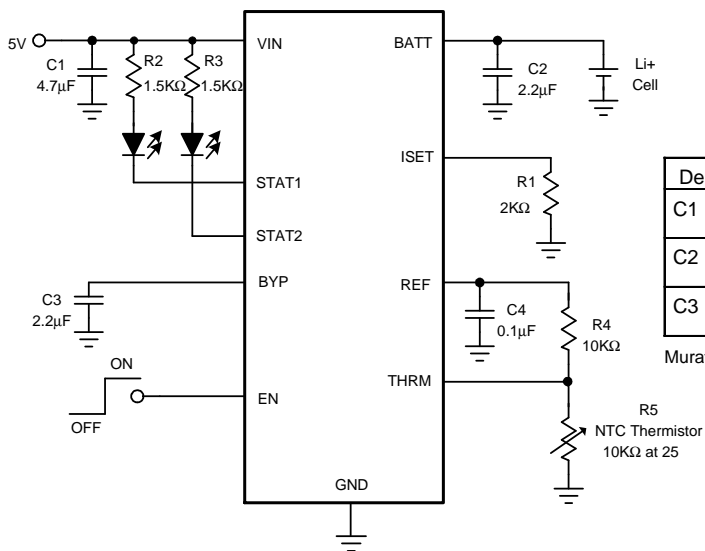 5V
C1
4.7μF
R2
1.5KΩ
R3
1.5KΩ
VIN
STAT1
STAT2
BYP
C3
2.2μF
ON
OFF
EN
GND
BATT
C2
2.2μF
Li+
Cell
ISET
R1
2KΩ
REF
C4
0.1μF
R4
10KΩ
THRM
R5
NTC Thermistor
10KΩ at 25
De
C1
C2
C3
Mura